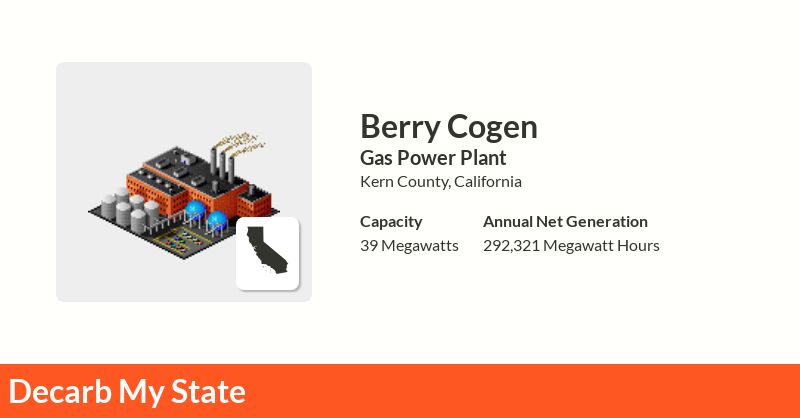 Berry Cogen
Gas Power Plant
Kern County, California
Capacity
39 Megawatts
Annual Net Generation
292,321 Megawatt Hours
Decarb My State